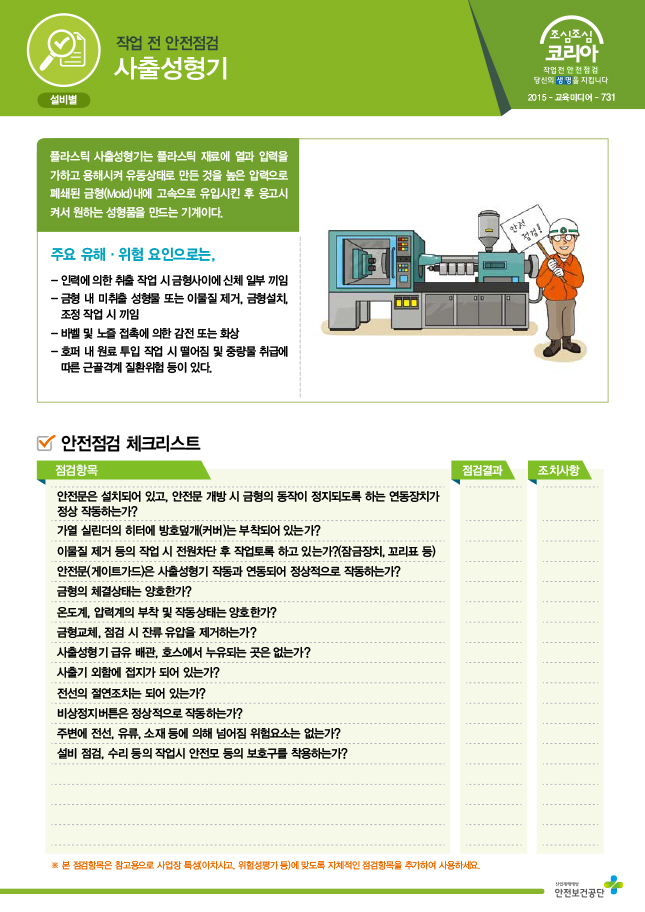 작업 전 안전점검
사출성형기
설비별
조심조심
코리아
작업전 안전점검
당신의 생명을 지킵니다
2015 - 교육미디어 - 731
플라스틱 사출성형기는 플라스틱 재료에 열과 압력을
가하고 용해시켜 유동상태로 만든 것을 높은 압력으로
폐쇄된 금형(Mold)내에 고속으로 유입시킨 후 응고시
켜서 원하는 성형품을 만드는 기계이다.
주요 유해·위험 요인으로는,
– 인력에 의한 취출 작업 시 금형사이에 신체 일부 끼임
– 금형 내 미취출 성형물 또는 이물질 제거, 금형설치,
조정 작업 시 끼임
– 바벨 및 노즐 접촉에 의한 감전 또는 화상
– 호퍼 내 원료 투입 작업 시 떨어짐 및 중량물 취급에
따른 근골격계 질환위험 등이 있다.
안전
점검!
안전점검 체크리스트
점검항목
점검결과
조치사항
안전문은 설치되어 있고, 안전문 개방 시 금형의 동작이 정지되도록 하는 연동장치가
정상 작동하는가?
가열 실린더의 히터에 방호덮개(커버)는 부착되어 있는가?
이물질 제거 등의 작업 시 전원차단 후 작업토록 하고 있는가?(잠금장치, 꼬리표 등)
안전문(게이트가드)은 사출성형기 작동과 연동되어 정상적으로 작동하는가?
금형의 체결상태는 양호한가?
온도계, 압력계의 부착 및 작동상태는 양호한가?
금형교체, 점검 시 잔류 유압을 제거하는가?
사출성형기 급유 배관, 호스에서 누유되는 곳은 없는가?
사출기 외함에 접지가 되어 있는가?
전선의 절연조치는 되어 있는가?
비상정지버튼은 정상적으로 작동하는가?
주변에 전선, 유류, 소재 등에 의해 넘어짐 위험요소는 없는가?
설비 점검, 수리 등의 작업시 안전모 등의 보호구를 착용하는가?
※ 본 점검항목은 참고용으로 사업장 특성(아차사고, 위험성평가 등)에 맞도록 자체적인 점검항목을 추가하여 사용하세요.
산업재해예방
안전보건공단